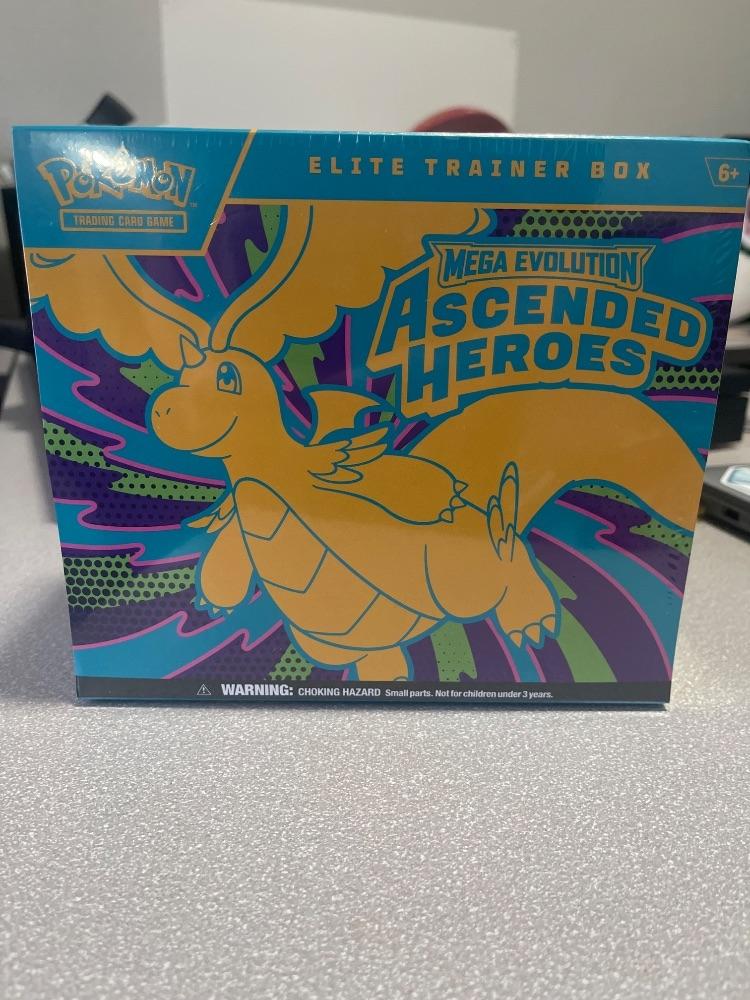 POKÉMON™
TRADING CARD GAME
ELITE TRAINER BOX
6+
MEGA EVOLUTION
ASCENDED
HEROES
⚠ WARNING: CHOKING HAZARD Small parts. Not for children under 3 years.